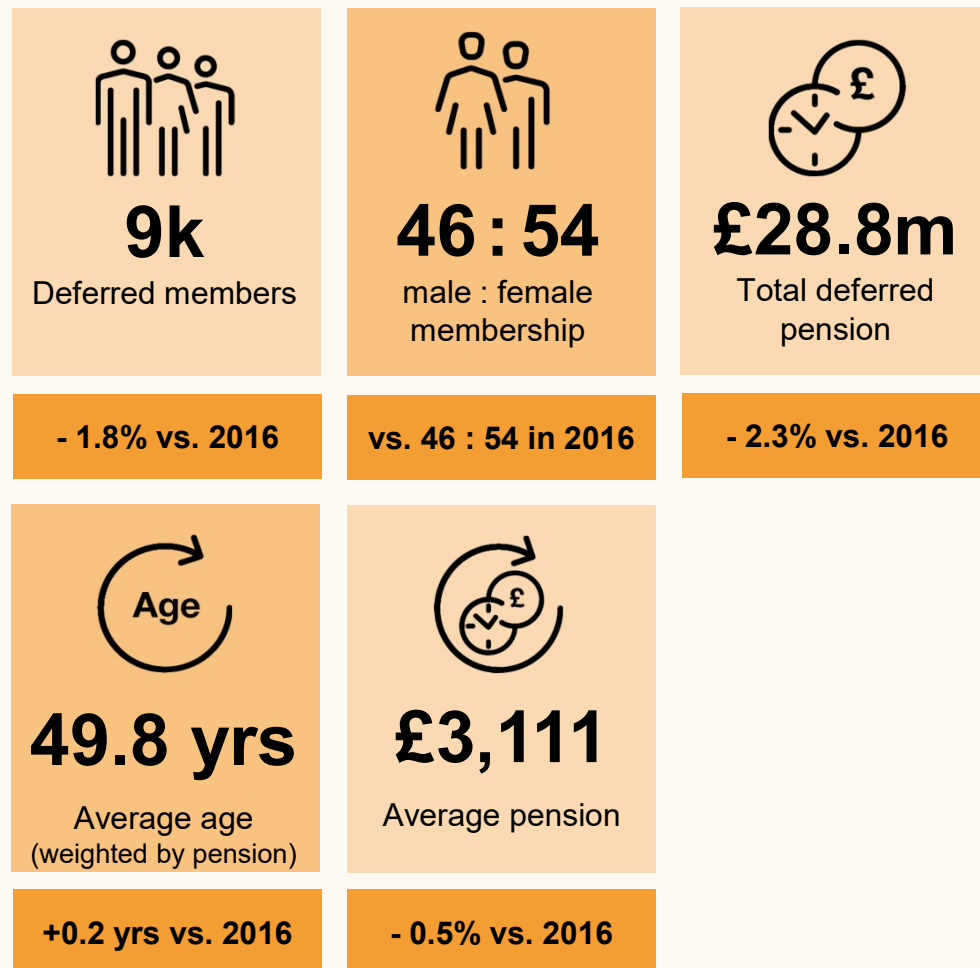 9k
Deferred members
- 1.8% vs. 2016
46 : 54
male : female
membership
vs. 46 : 54 in 2016
£
£28.8m
Total deferred
pension
- 2.3% vs. 2016
Age
49.8 yrs
Average age
(weighted by pension)
+0.2 yrs vs. 2016
£
£3,111
Average pension
- 0.5% vs. 2016